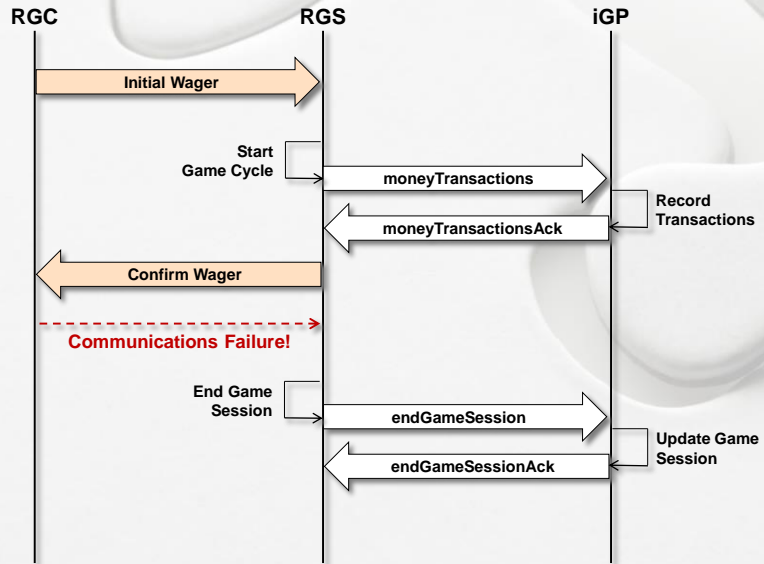 RGC
RGS
iGP
Initial Wager
Start
Game Cycle
moneyTransactions
Record
Transactions
moneyTransactionsAck
Confirm Wager
Communications Failure!
End Game
Session
endGameSession
Update Game
Session
endGameSessionAck